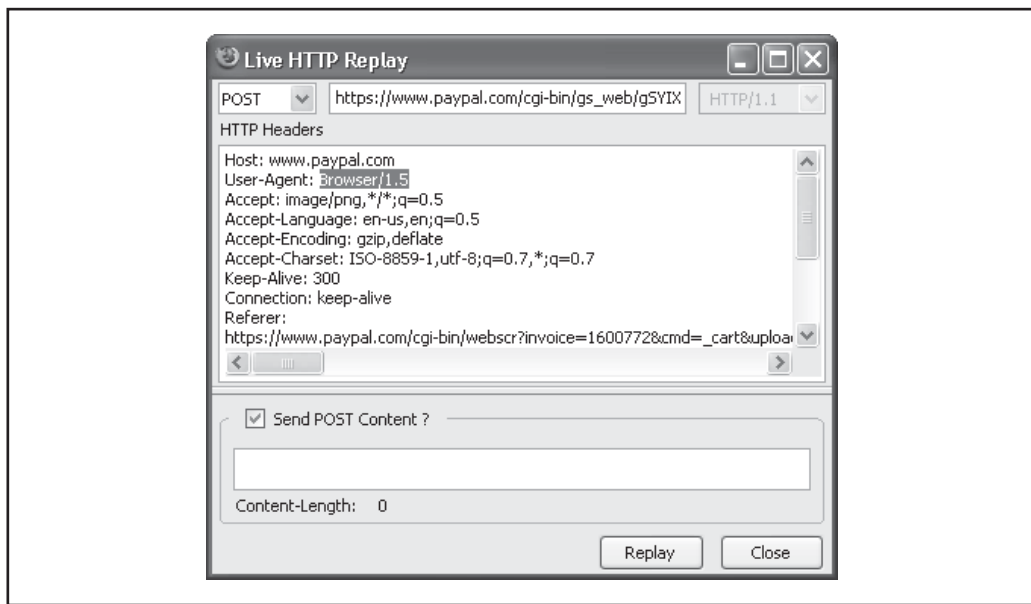 Live HTTP Replay
POST
https://www.paypal.com/cgi-bin/gs_web/gSYIX
HTTP/1.1
HTTP Headers
Host: www.paypal.com
User-Agent: Browser/1.5
Accept: image/png,*/*;q=0.5
Accept-Language: en-us,en;q=0.5
Accept-Encoding: gzip,deflate
Accept-Charset: ISO-8859-1,utf-8;q=0.7,*;q=0.7
Keep-Alive: 300
Connection: keep-alive
Referer:
https://www.paypal.com/cgi-bin/webscr?invoice=1600772&cmd=_cart&uploa
Send POST Content ?
Content-Length: 0
Replay
Close